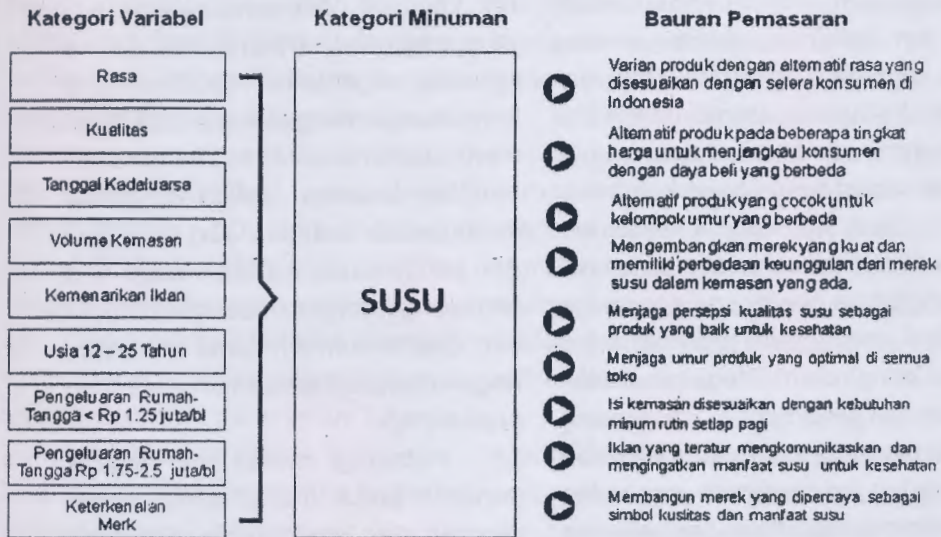 Kategori Variabel
Kategori Minuman
Bauran Pemasaran
Rasa
Kualitas
Tanggal Kadeluarsa
Volume Kemasan
Kemenarikan Iklan
Usia 12 – 25 Tahun
Pengeluaran Rumah-
Tangga < Rp 1.25 juta/bl
Pengeluaran Rumah-
Tangga Rp 1.75-2.5 juta/bl
Keterkenalan
Merk
SUSU
Varian produk dengan alternatif rasa yang
disesuaikan dengan selera konsumen di
Indonesia
Alternatif produk pada beberapa tingkat
harga untuk menjangkau konsumen
dengan daya beli yang berbeda
Alternatif produk yang cocok untuk
kelompok umur yang berbeda
Mengembangkan merek yang kuat dan
memiliki perbedaan keunggulan dari merek
susu dalam kemasan yang ada.
Menjaga persepsi kualitas susu sebagai
produk yang baik untuk kesehatan
Menjaga umur produk yang optimal di semua
toko
Isi kemasin disesuaikan dengan kebutuhan
minum rutin setiap pagi
Iklan yang teratur mengkomunikasikan dan
mengingatkan manfaat susu untuk kesehatan
Membangun merek yang dipercaya sebagai
simbol kuslitas dan manfaat susu